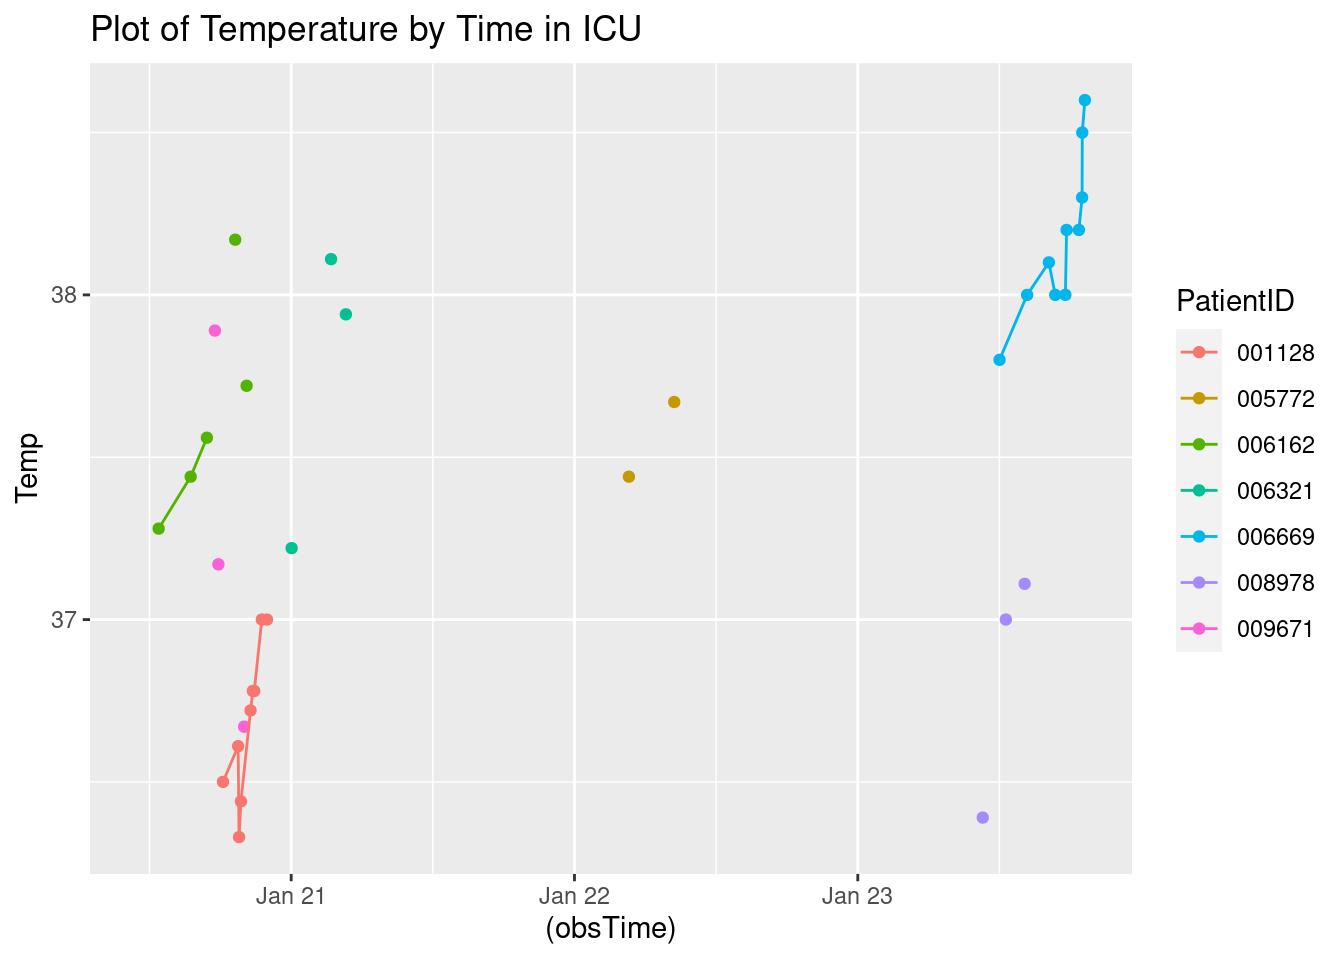 Plot of Temperature by Time in ICU
38
37
Temp
Jan 21
Jan 22
Jan 23
(obsTime)
PatientID
001128
005772
006162
006321
006669
008978
009671